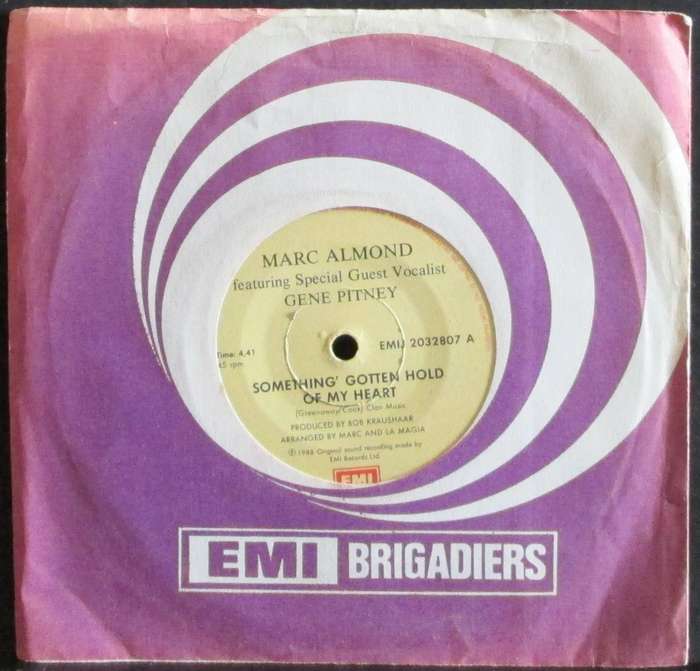 MARC ALMOND
featuring Special Guest Vocalist
GENE PITNEY
Time: 4,41
EMIJ 2032807 A
45 rpm
SOMETHING' GOTTEN HOLD
OF MY HEART
(Greenaway/Cook) Clan Music
PRODUCED BY BOB KRAUSHAAR
ARRANGED BY MARC AND LA MAGIA
℗ 1988 Original sound recording made by
EMI Records Ltd.
EMI
EMI BRIGADIERS